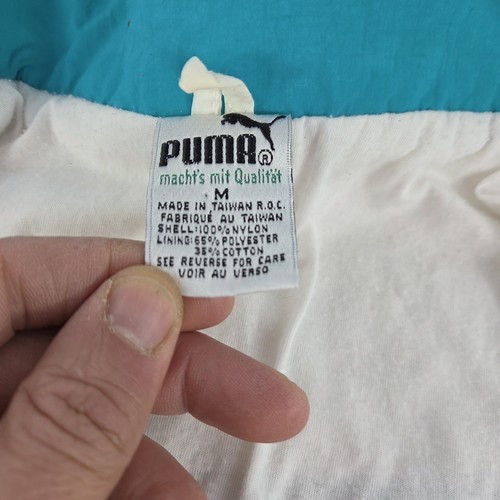 PUMA®
macht's mit Qualität
M
MADE IN TAIWAN R.O.C.
FABRIQUÉ AU TAIWAN
SHELL:100%NYLON
LINING:65%POLYESTER
35%COTTON
SEE REVERSE FOR CARE
VOIR AU VERSO